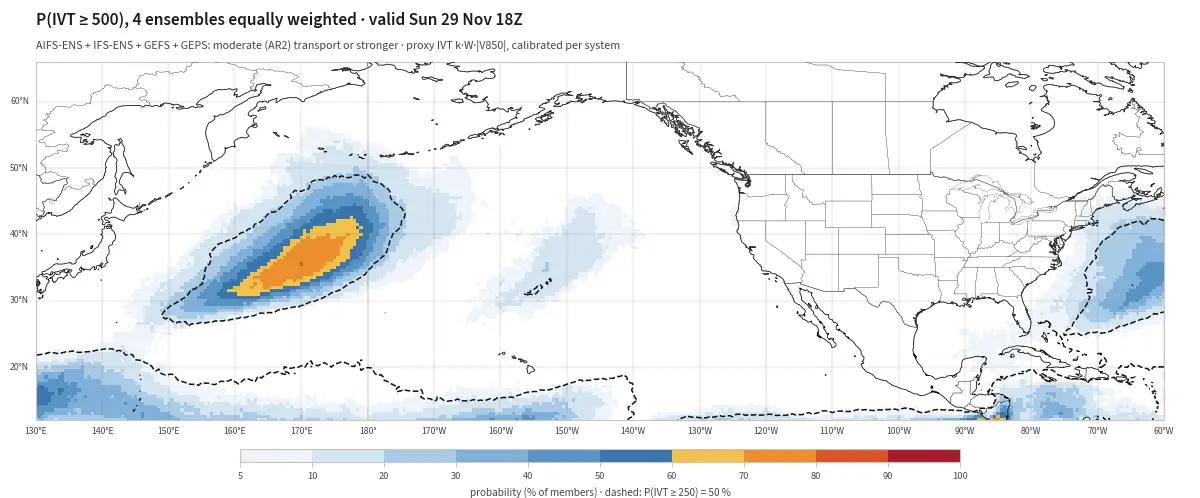 P(IVT ≥ 500), 4 ensembles equally weighted · valid Sun 29 Nov 18Z
AIFS-ENS + IFS-ENS + GEFS + GEPS: moderate (AR2) transport or stronger · proxy IVT k·W·|V850|, calibrated per system
60°N
50°N
40°N
30°N
20°N
130°E 140°E 150°E 160°E 170°E 180° 170°W 160°W 150°W 140°W 130°W 120°W 110°W 100°W 90°W 80°W 70°W 60°W
5 10 20 30 40 50 60 70 80 90 100
probability (% of members) · dashed: P(IVT ≥ 250) = 50 %